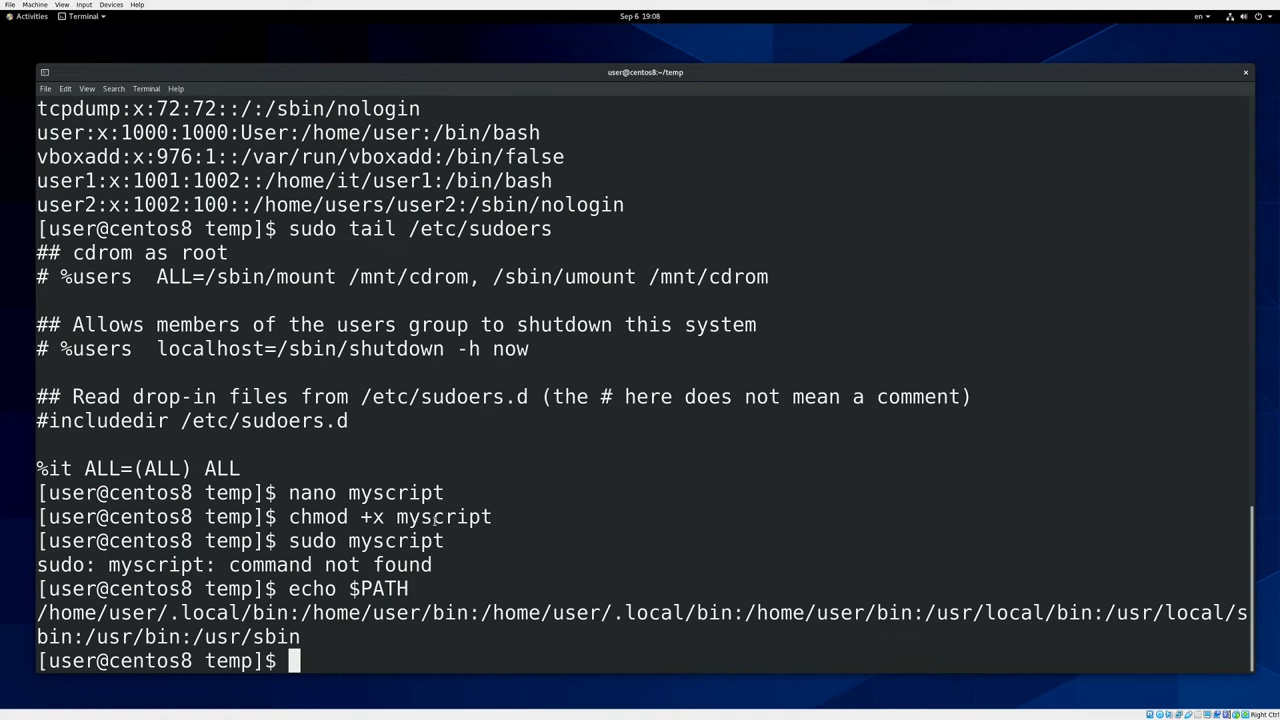 File Machine View Input Devices Help
Activities Terminal Sep 6 19:08 en
user@centos8:~/temp
File Edit View Search Terminal Help
tcpdump:x:72:72::/:/sbin/nologin
user:x:1000:1000:User:/home/user:/bin/bash
vboxadd:x:976:1::/var/run/vboxadd:/bin/false
user1:x:1001:1002::/home/it/user1:/bin/bash
user2:x:1002:100::/home/users/user2:/sbin/nologin
[user@centos8 temp]$ sudo tail /etc/sudoers
## cdrom as root
# %users  ALL=/sbin/mount /mnt/cdrom, /sbin/umount /mnt/cdrom
## Allows members of the users group to shutdown this system
# %users  localhost=/sbin/shutdown -h now
## Read drop-in files from /etc/sudoers.d (the # here does not mean a comment)
#includedir /etc/sudoers.d
%it ALL=(ALL) ALL
[user@centos8 temp]$ nano myscript
[user@centos8 temp]$ chmod +x myscript
[user@centos8 temp]$ sudo myscript
sudo: myscript: command not found
[user@centos8 temp]$ echo $PATH
/home/user/.local/bin:/home/user/bin:/home/user/.local/bin:/home/user/bin:/usr/local/bin:/usr/local/s
bin:/usr/bin:/usr/sbin
[user@centos8 temp]$
Right Ctrl